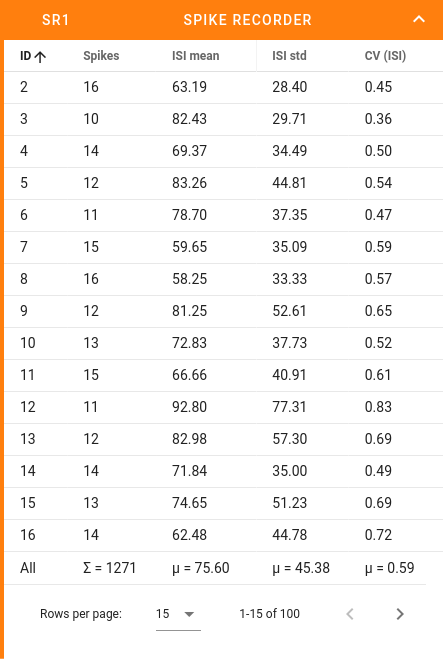 SR1 SPIKE RECORDER
ID Spikes ISI mean ISI std CV (ISI)
2 16 63.19 28.40 0.45
3 10 82.43 29.71 0.36
4 14 69.37 34.49 0.50
5 12 83.26 44.81 0.54
6 11 78.70 37.35 0.47
7 15 59.65 35.09 0.59
8 16 58.25 33.33 0.57
9 12 81.25 52.61 0.65
10 13 72.83 37.73 0.52
11 15 66.66 40.91 0.61
12 11 92.80 77.31 0.83
13 12 82.98 57.30 0.69
14 14 71.84 35.00 0.49
15 13 74.65 51.23 0.69
16 14 62.48 44.78 0.72
All Σ = 1271 μ = 75.60 μ = 45.38 μ = 0.59
Rows per page: 15 1-15 of 100